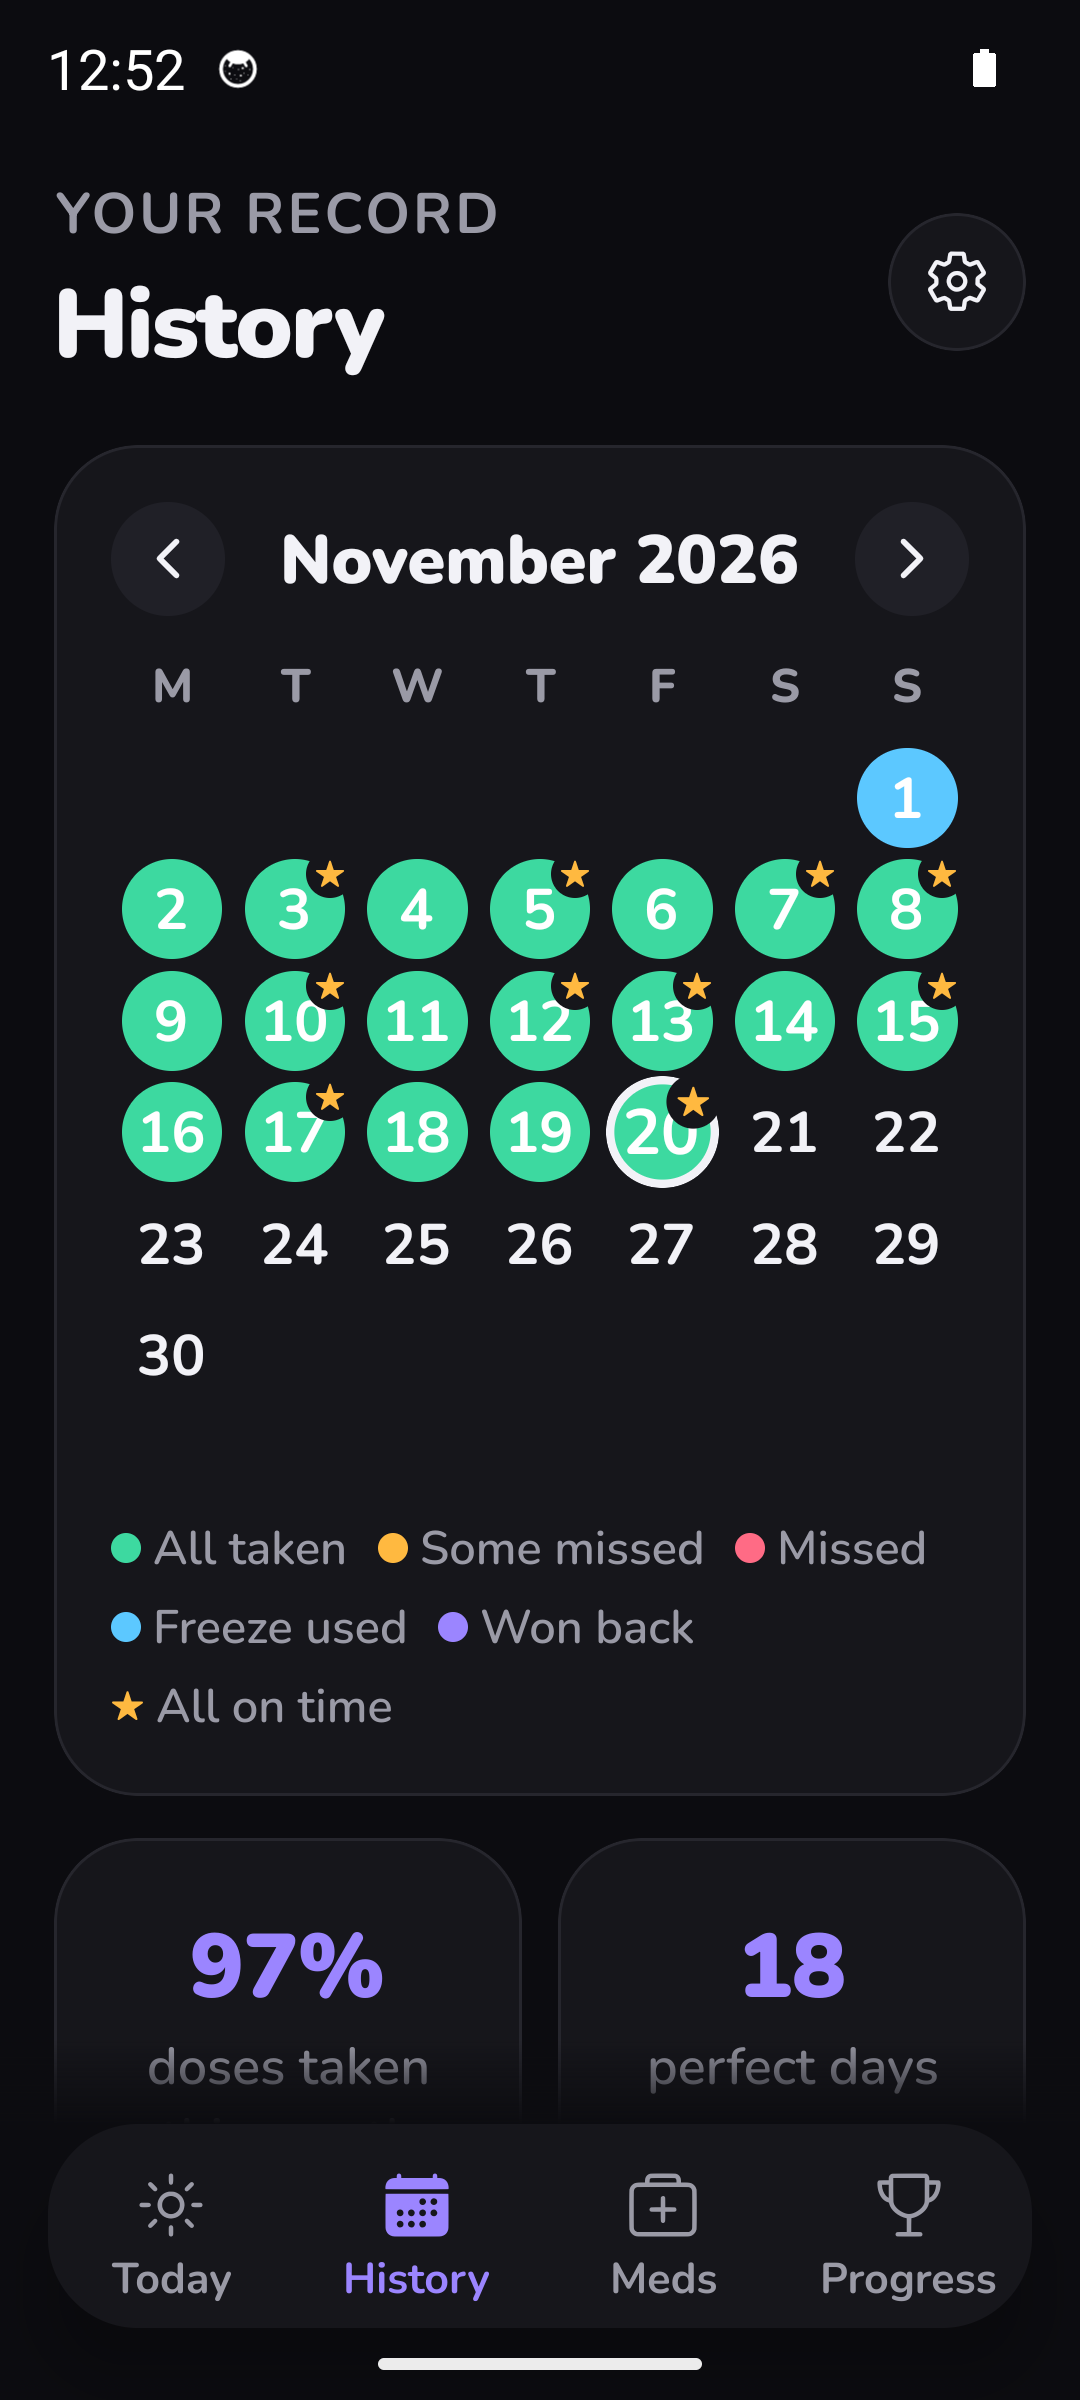 12:52
YOUR RECORD
History
November 2026
M T W T F S S
1
2 3 4 5 6 7 8
9 10 11 12 13 14 15
16 17 18 19 20 21 22
23 24 25 26 27 28 29
30
All taken Some missed Missed
Freeze used Won back
All on time
97% 18
doses taken perfect days
Today History Meds Progress